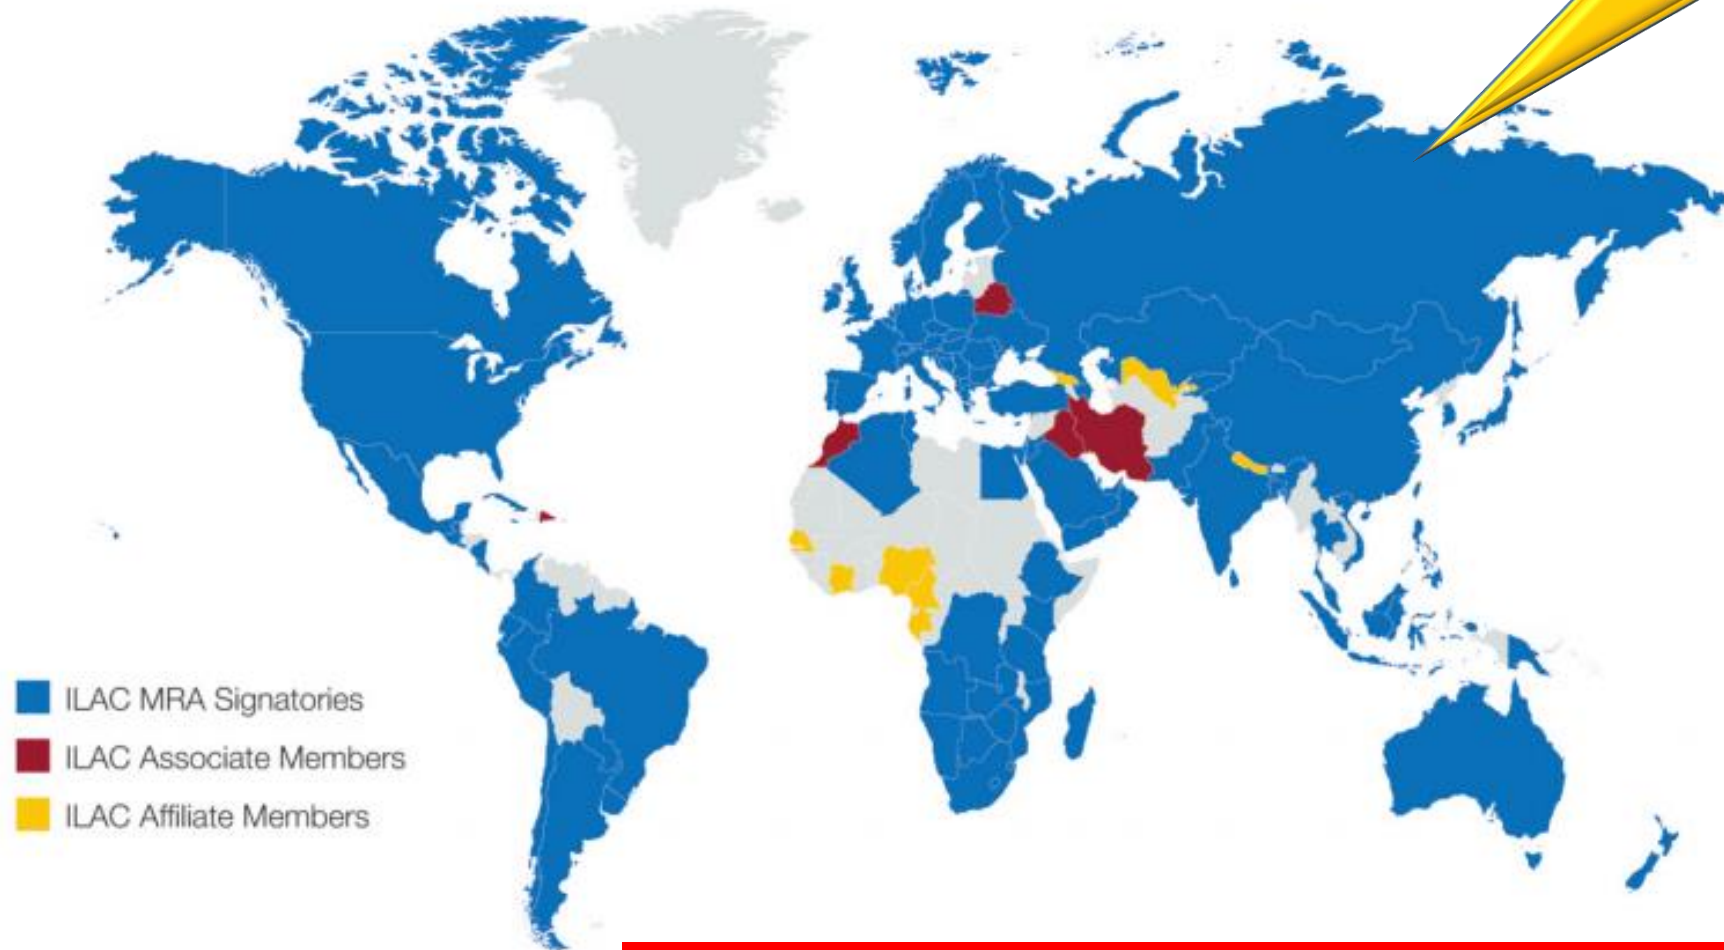 ILAC MRA Signatories
ILAC Associate Members
ILAC Affiliate Members